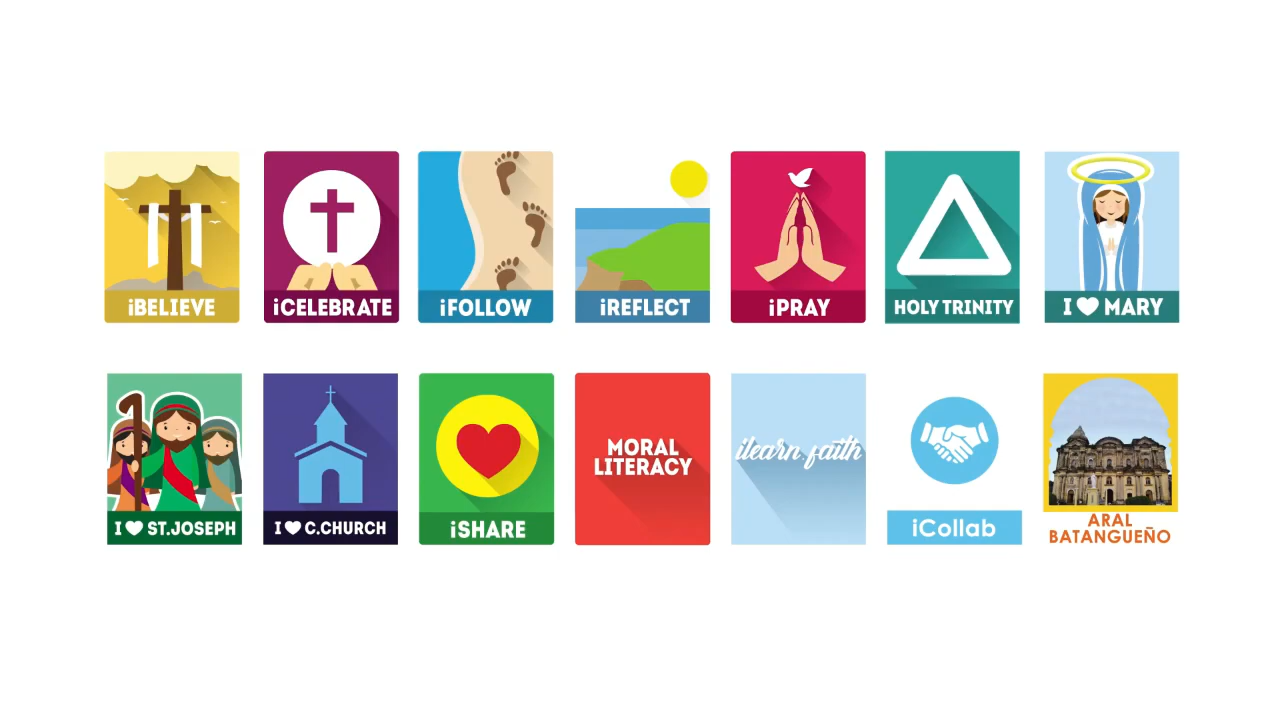 iBELIEVE
iCELEBRATE
iFOLLOW
iREFLECT
iPRAY
HOLY TRINITY
I ♥ MARY
I ♥ ST.JOSEPH
I ♥ C.CHURCH
iSHARE
MORAL
LITERACY
ilearn.faith
iCollab
ARAL
BATANGUEÑO